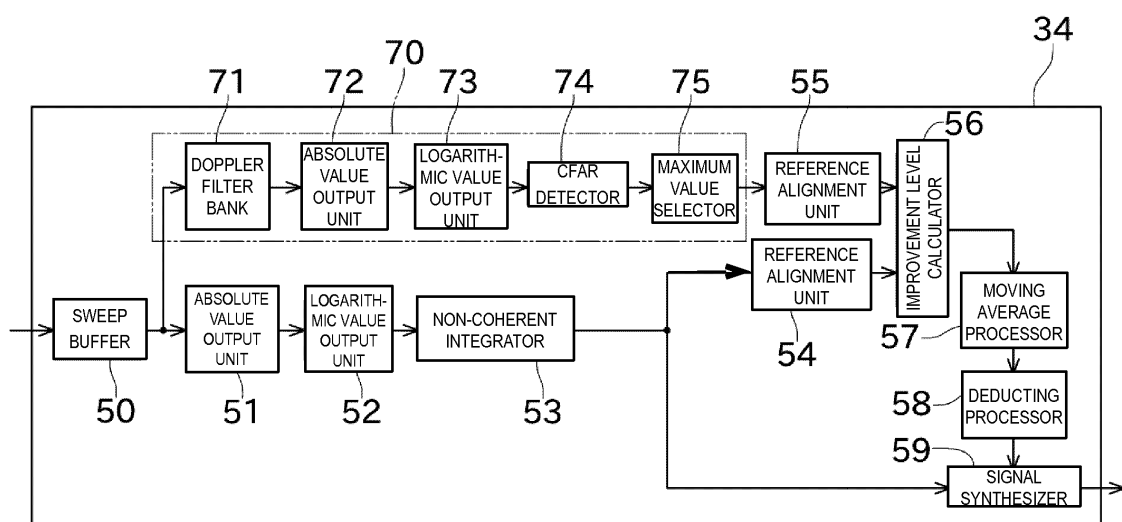 34
70
71
72
73
74
75
55
56
DOPPLER
FILTER
BANK
ABSOLUTE
VALUE
OUTPUT
UNIT
LOGARITH-
MIC VALUE
OUTPUT
UNIT
CFAR
DETECTOR
MAXIMUM
VALUE
SELECTOR
REFERENCE
ALIGNMENT
UNIT
IMPROVEMENT LEVEL
CALCULATOR
REFERENCE
ALIGNMENT
UNIT
54
SWEEP
BUFFER
50
ABSOLUTE
VALUE
OUTPUT
UNIT
51
LOGARITH-
MIC VALUE
OUTPUT
UNIT
52
NON-COHERENT
INTEGRATOR
53
MOVING
AVERAGE
PROCESSOR
57
58
DEDUCTING
PROCESSOR
59
SIGNAL
SYNTHESIZER